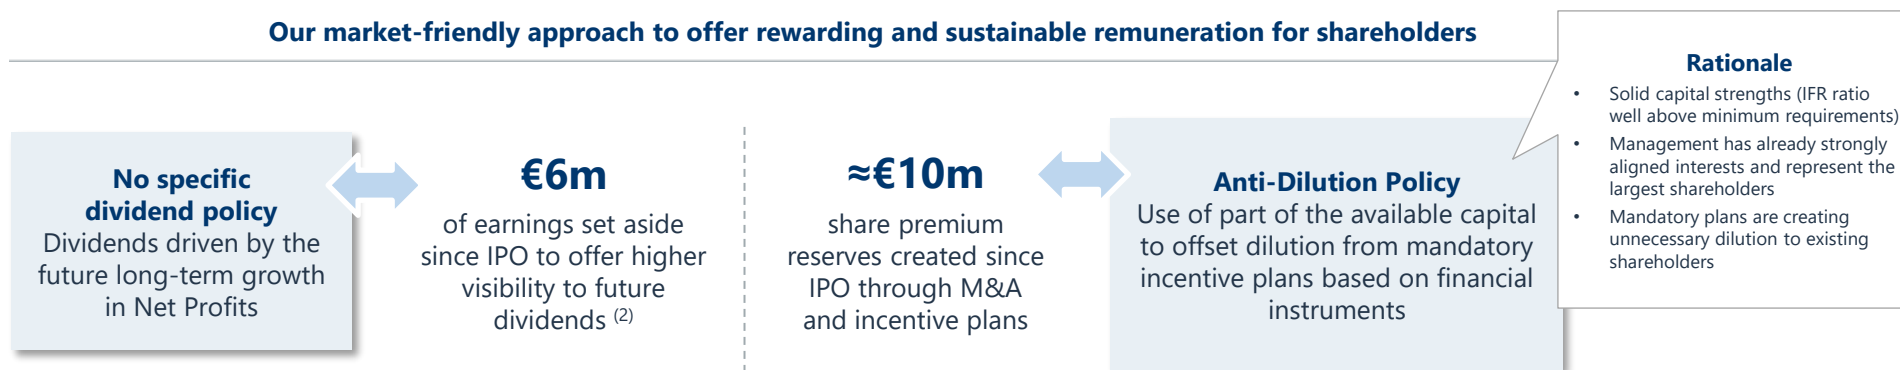 Our market-friendly approach to offer rewarding and sustainable remuneration for shareholders
No specific
dividend policy
Dividends driven by the
future long-term growth
in Net Profits
€6m
of earnings set aside
since IPO to offer higher
visibility to future
dividends (2)
≈€10m
share premium
reserves created since
IPO through M&A
and incentive plans
Anti-Dilution Policy
Use of part of the available capital
to offset dilution from mandatory
incentive plans based on financial
instruments
Rationale
• Solid capital strengths (IFR ratio
well above minimum requirements)
• Management has already strongly
aligned interests and represent the
largest shareholders
• Mandatory plans are creating
unnecessary dilution to existing
shareholders